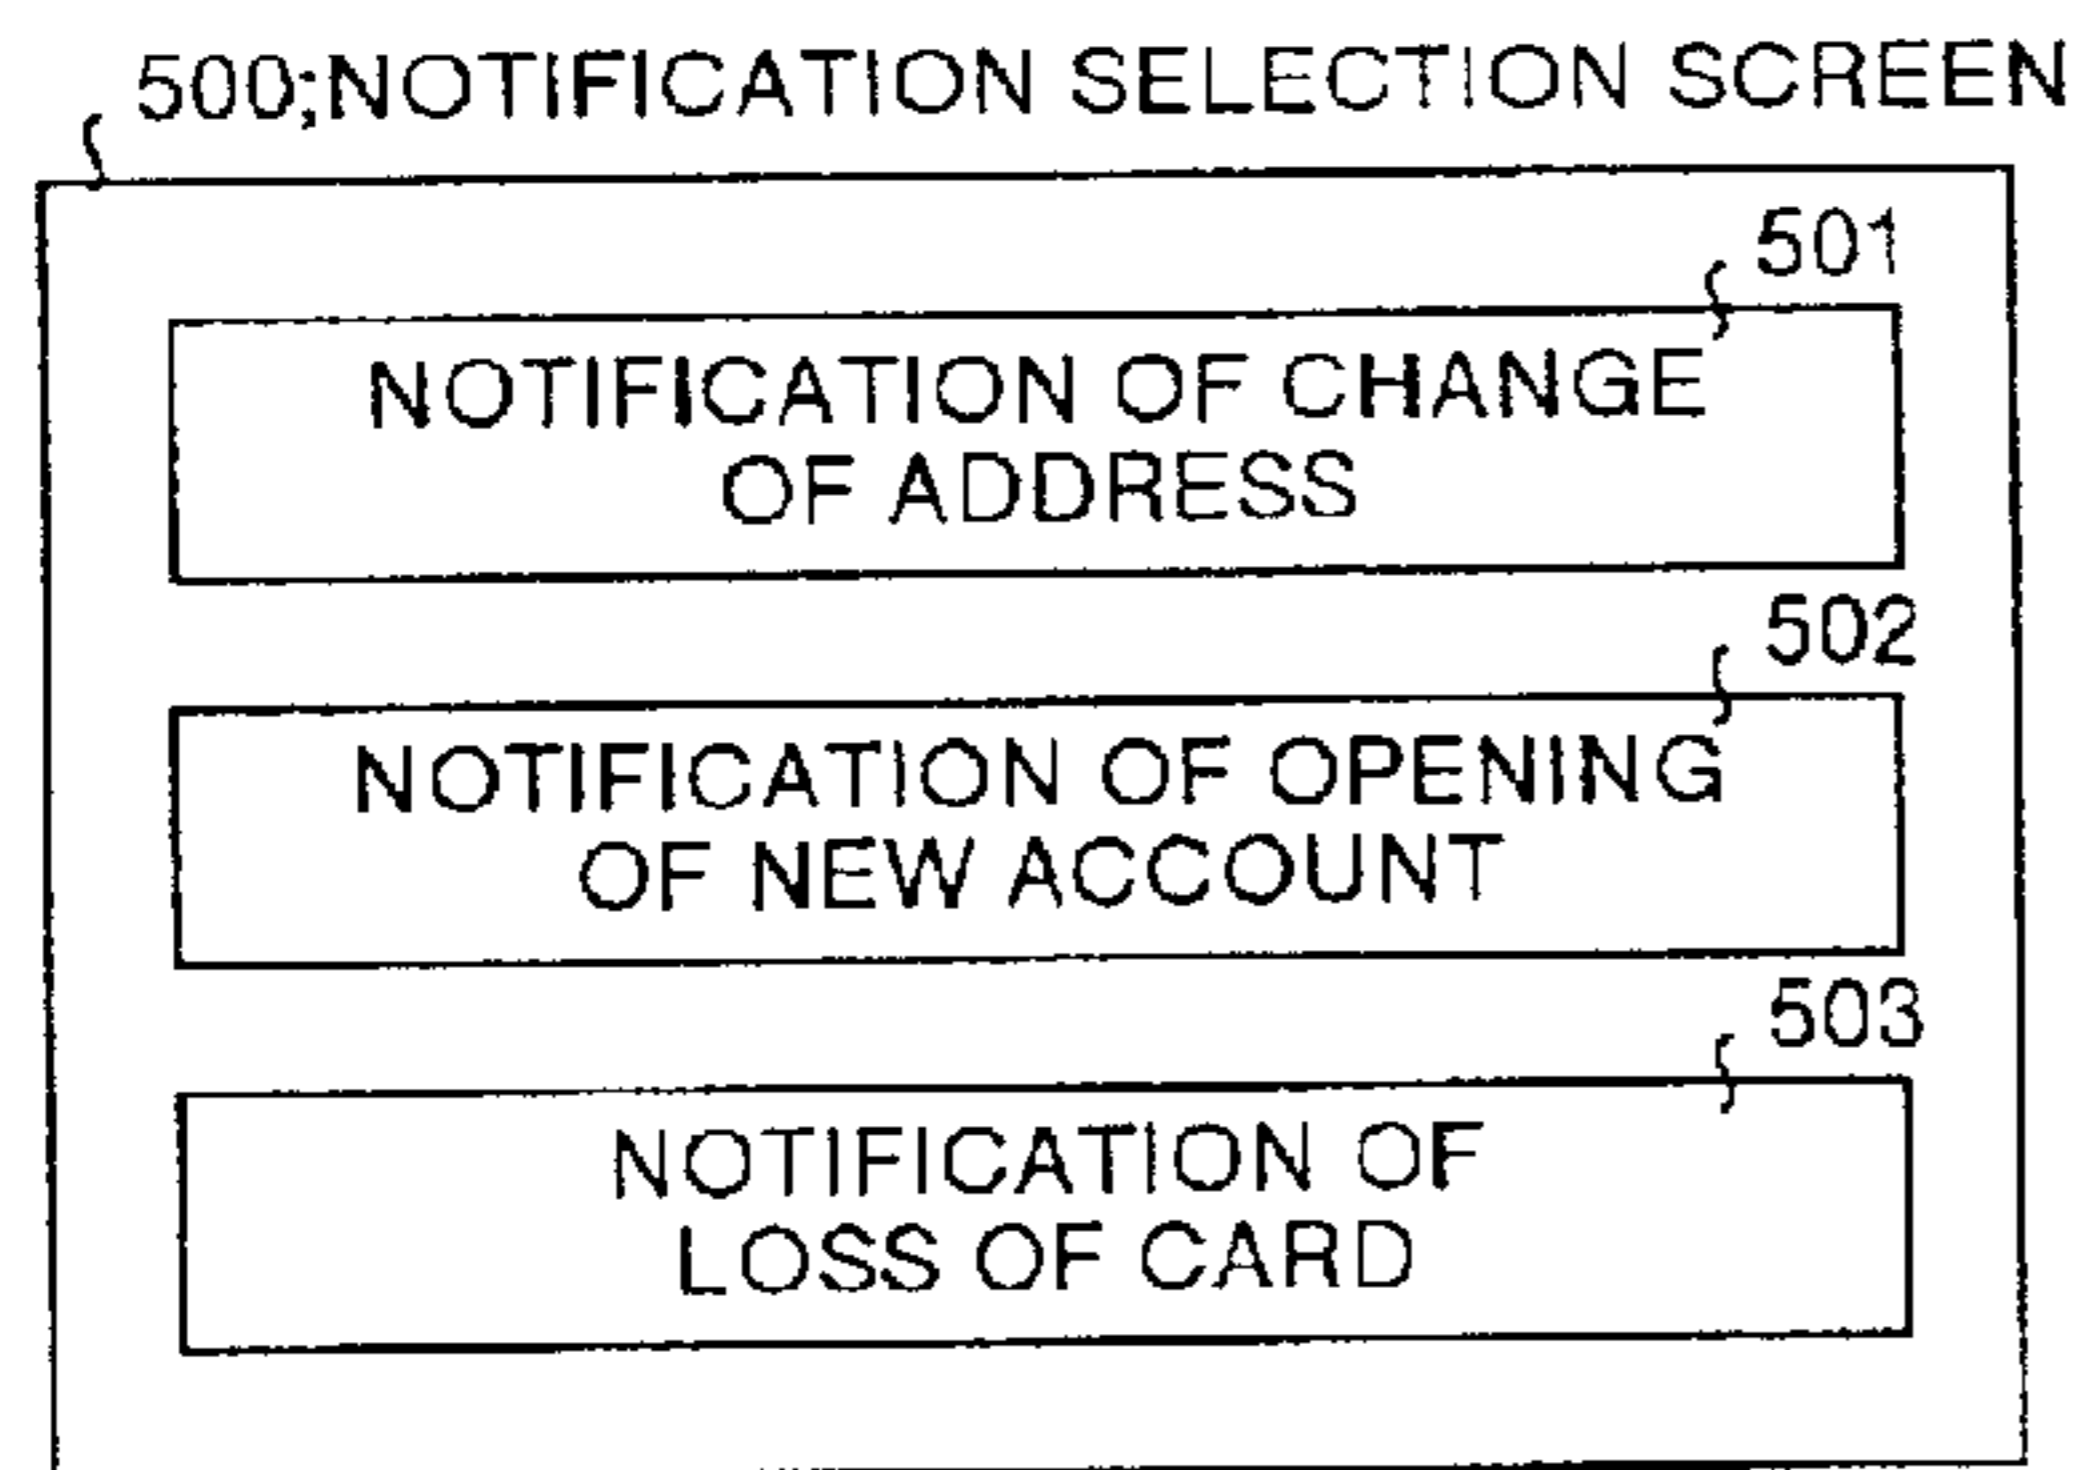 500;NOTIFICATION SELECTION SCREEN
501
NOTIFICATION OF CHANGE
OF ADDRESS
502
NOTIFICATION OF OPENING
OF NEW ACCOUNT
503
NOTIFICATION OF
LOSS OF CARD